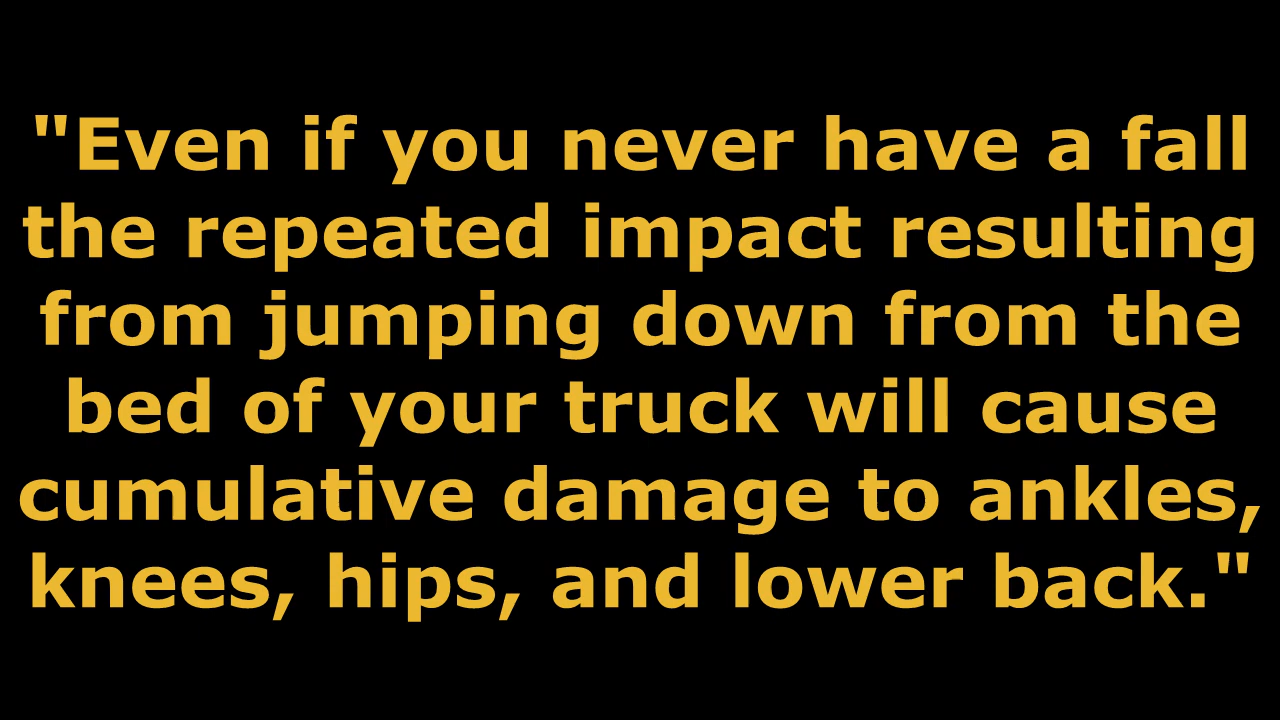 "Even if you never have a fall
the repeated impact resulting
from jumping down from the
bed of your truck will cause
cumulative damage to ankles,
knees, hips, and lower back."